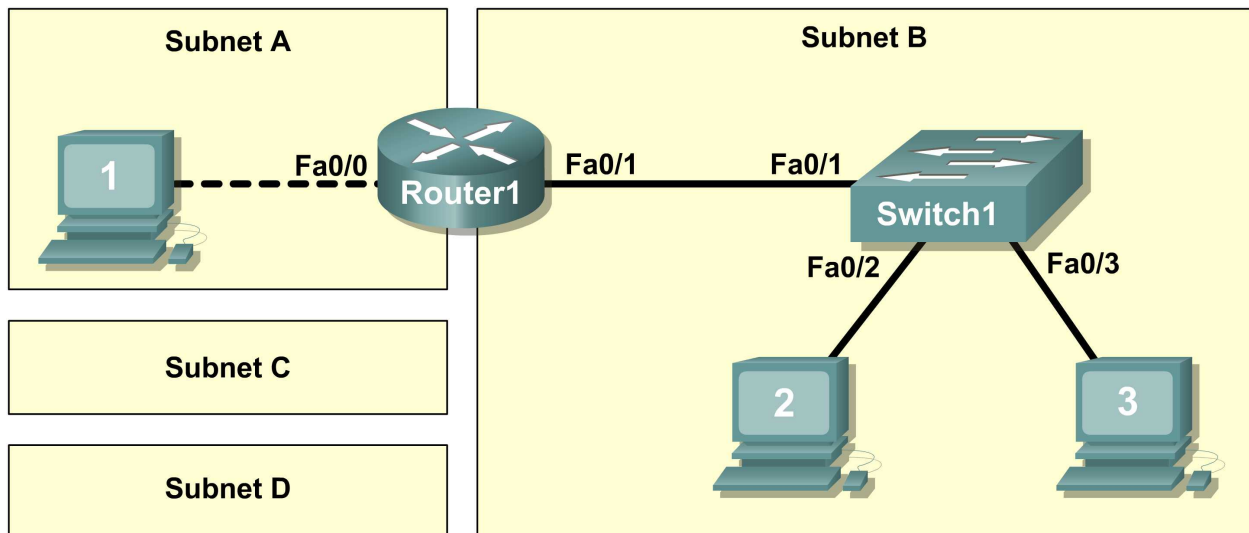 Subnet A
1
Fa0/0
Router1
Subnet B
Fa0/1
Fa0/1
Switch1
Fa0/2
Fa0/3
2
3
Subnet C
Subnet D